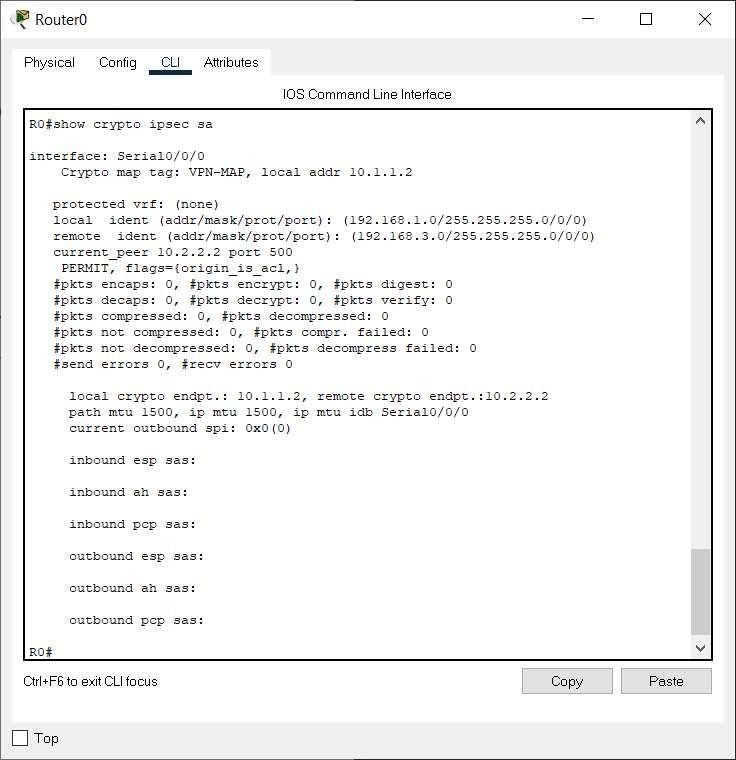 Router0
Physical Config CLI Attributes
IOS Command Line Interface
R0#show crypto ipsec sa
interface: Serial0/0/0
Crypto map tag: VPN-MAP, local addr 10.1.1.2
protected vrf: (none)
local ident (addr/mask/prot/port): (192.168.1.0/255.255.255.0/0/0)
remote ident (addr/mask/prot/port): (192.168.3.0/255.255.255.0/0/0)
current_peer 10.2.2.2 port 500
PERMIT, flags={origin_is_acl,}
#pkts encaps: 0, #pkts encrypt: 0, #pkts digest: 0
#pkts decaps: 0, #pkts decrypt: 0, #pkts verify: 0
#pkts compressed: 0, #pkts decompressed: 0
#pkts not compressed: 0, #pkts compr. failed: 0
#pkts not decompressed: 0, #pkts decompress failed: 0
#send errors 0, #recv errors 0
local crypto endpt.: 10.1.1.2, remote crypto endpt.:10.2.2.2
path mtu 1500, ip mtu 1500, ip mtu idb Serial0/0/0
current outbound spi: 0x0(0)
inbound esp sas:
inbound ah sas:
inbound pcp sas:
outbound esp sas:
outbound ah sas:
outbound pcp sas:
R0#
Ctrl+F6 to exit CLI focus
Copy Paste
Top